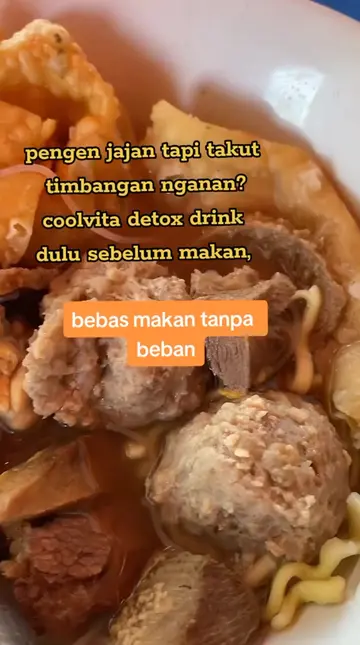 pengen jajan tapi takut
timbangan nganan?
coolvita detox drink
dulu sebelum makan,
bebas makan tanpa
beban